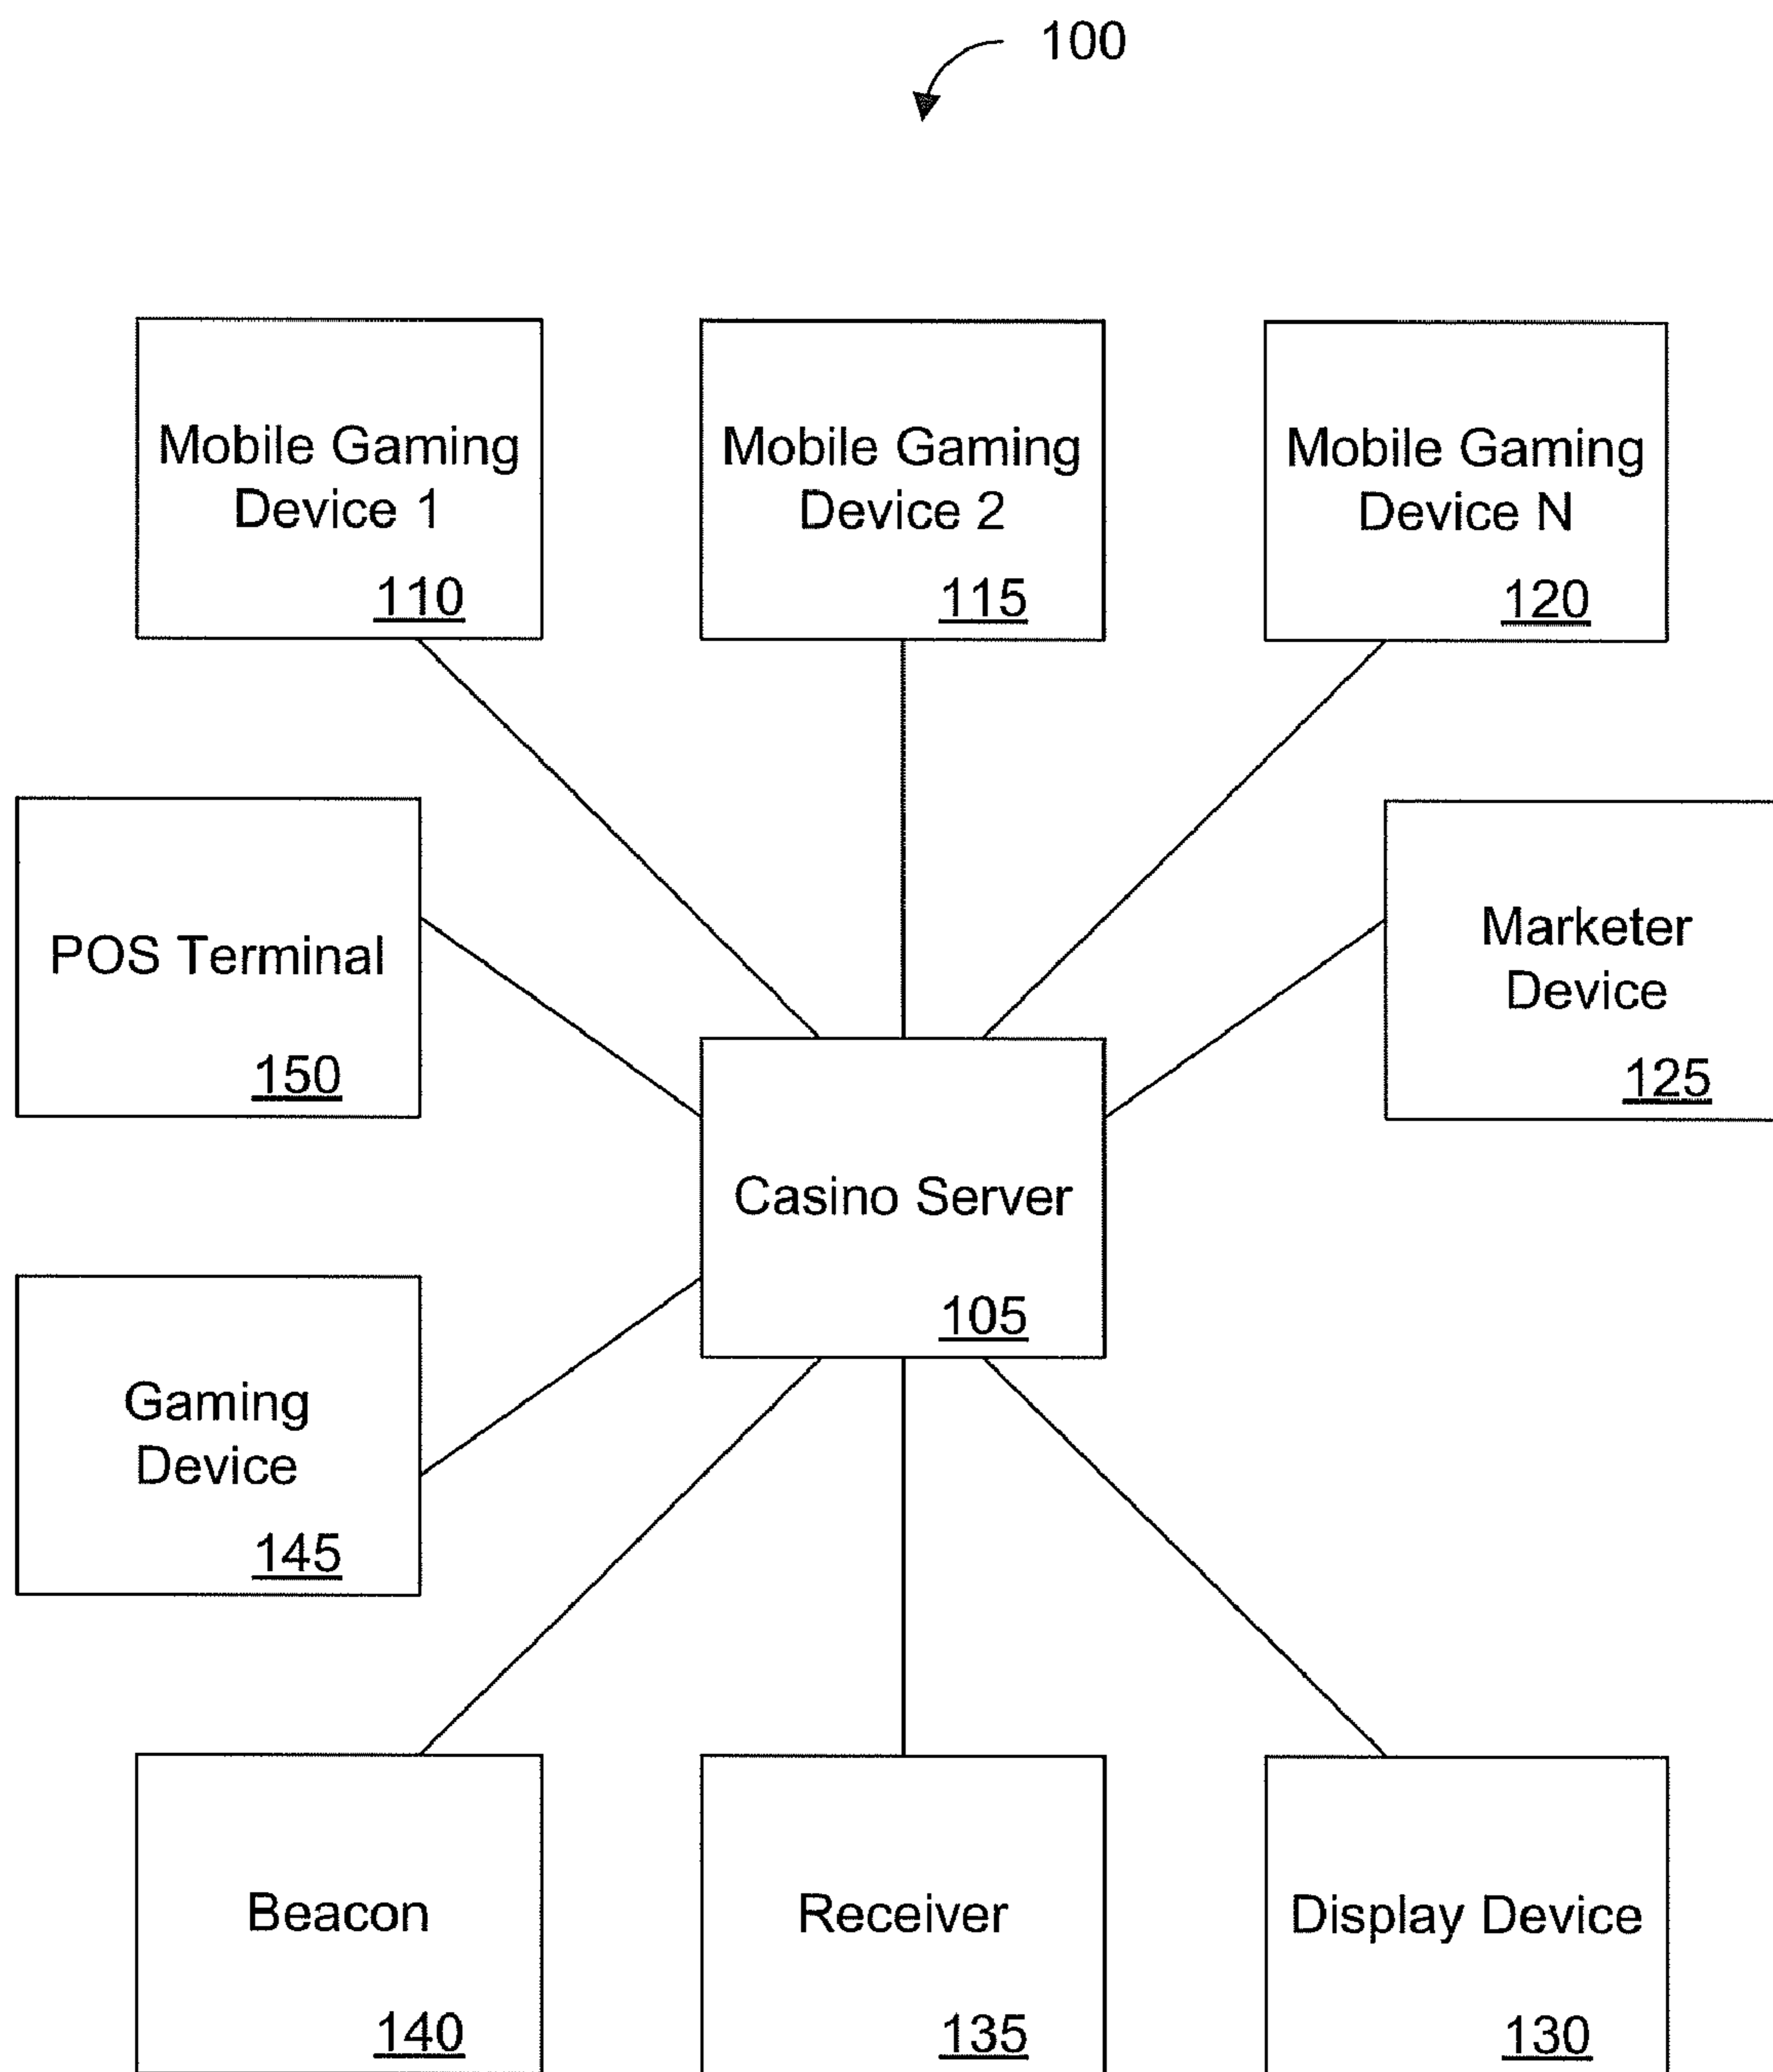 100
Mobile Gaming
Device 1
110
Mobile Gaming
Device 2
115
Mobile Gaming
Device N
120
POS Terminal
150
Marketer
Device
125
Casino Server
105
Gaming
Device
145
Beacon
140
Receiver
135
Display Device
130